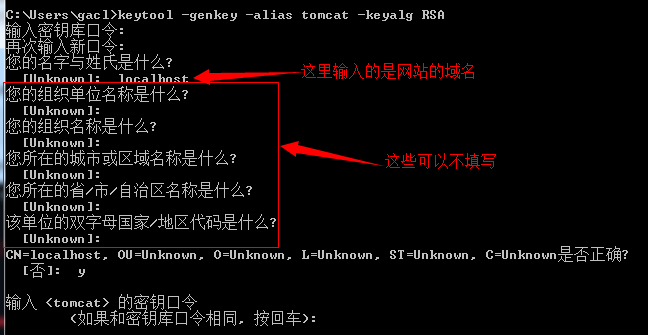 C:\Users\gacl>keytool -genkey -alias tomcat -keyalg RSA
输入密钥库口令:
再次输入新口令:
您的名字与姓氏是什么?
[Unknown]: localhost
这里输入的是网站的域名
您的组织单位名称是什么?
[Unknown]:
您的组织名称是什么?
[Unknown]:
您所在的城市或区域名称是什么?
[Unknown]:
您所在的省/市/自治区名称是什么?
[Unknown]:
该单位的双字母国家/地区代码是什么?
[Unknown]:
这些可以不填写
CN=localhost, OU=Unknown, O=Unknown, L=Unknown, ST=Unknown, C=Unknown是否正确?
[否]: y
输入 <tomcat> 的密钥口令
(如果和密钥库口令相同, 按回车):